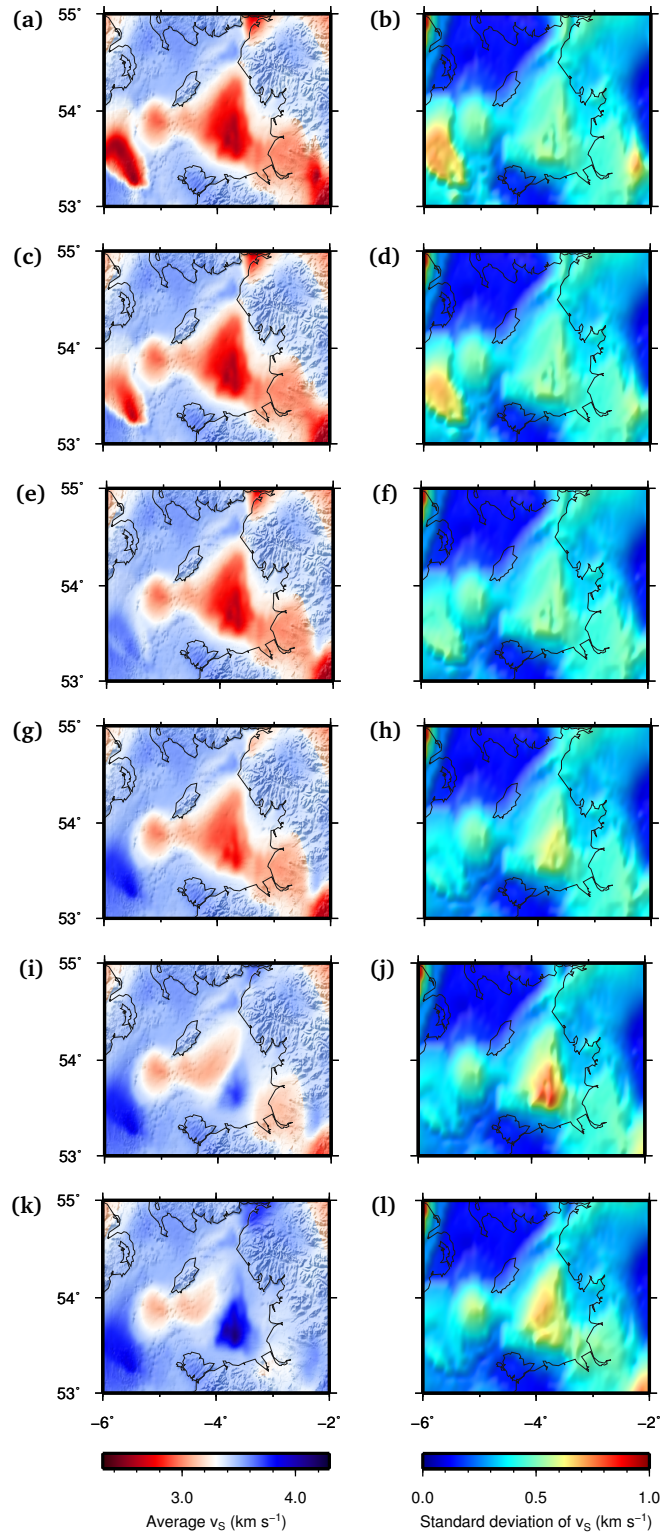 (a) (b)
55˚
54˚
53˚
(c) (d)
55˚
54˚
53˚
(e) (f)
55˚
54˚
53˚
(g) (h)
55˚
54˚
53˚
(i) (j)
55˚
54˚
53˚
(k) (l)
55˚
54˚
53˚
−6˚ −4˚ −2˚ −6˚ −4˚ −2˚
3.0 4.0 0.0 0.5 1.0
Average vS (km s−1) Standard deviation of vS (km s−1)